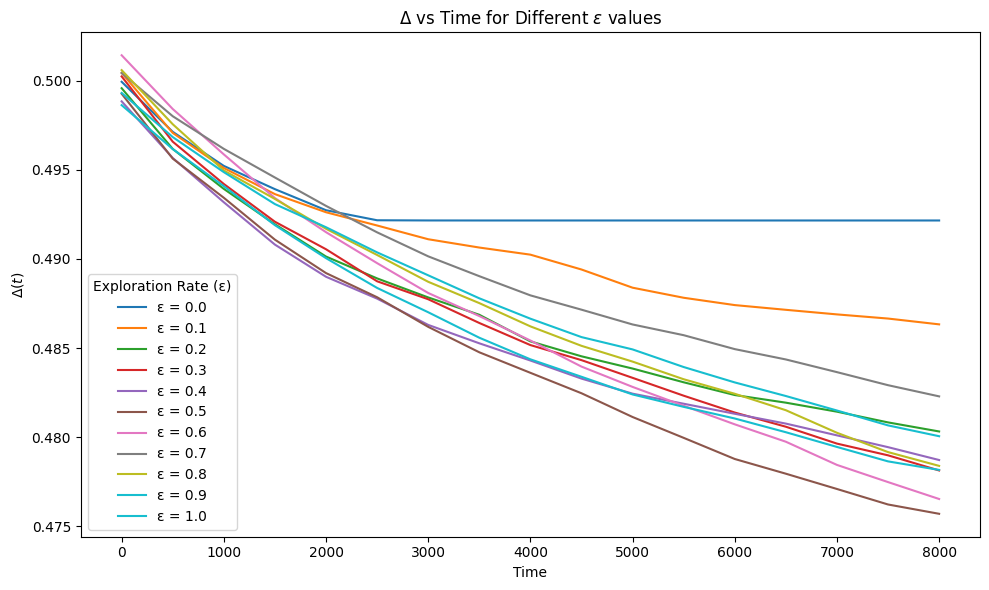 Δ vs Time for Different ε values
0.500
0.495
0.490
0.485
0.480
0.475
Δ(t)
Exploration Rate (ε)
ε = 0.0
ε = 0.1
ε = 0.2
ε = 0.3
ε = 0.4
ε = 0.5
ε = 0.6
ε = 0.7
ε = 0.8
ε = 0.9
ε = 1.0
0 1000 2000 3000 4000 5000 6000 7000 8000
Time